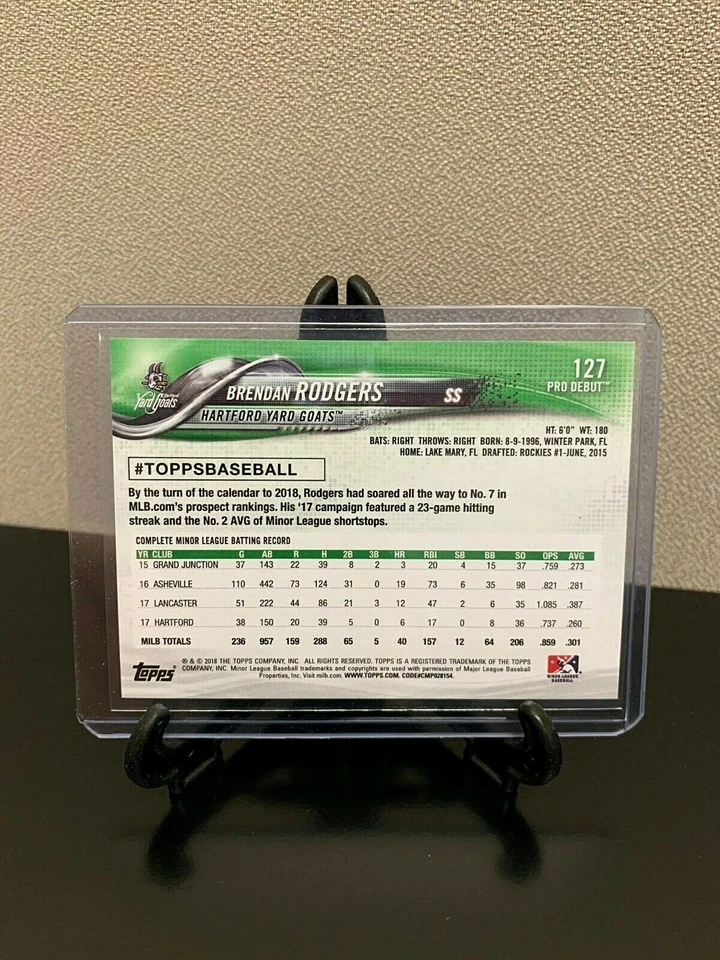 127
PRO DEBUT™
Hartford
Yard Goats
BRENDAN RODGERS SS
HARTFORD YARD GOATS™
HT: 6'0" WT: 180
BATS: RIGHT THROWS: RIGHT BORN: 8-9-1996, WINTER PARK, FL
HOME: LAKE MARY, FL DRAFTED: ROCKIES #1-JUNE, 2015
#TOPPSBASEBALL
By the turn of the calendar to 2018, Rodgers had soared all the way to No. 7 in
MLB.com's prospect rankings. His '17 campaign featured a 23-game hitting
streak and the No. 2 AVG of Minor League shortstops.
COMPLETE MINOR LEAGUE BATTING RECORD
YR CLUB G AB R H 2B 3B HR RBI SB BB SO OPS AVG
15 GRAND JUNCTION 37 143 22 39 8 2 3 20 4 15 37 .759 .273
16 ASHEVILLE 110 442 73 124 31 0 19 73 6 35 98 .821 .281
17 LANCASTER 51 222 44 86 21 3 12 47 2 6 35 1.085 .387
17 HARTFORD 38 150 20 39 5 0 6 17 0 8 36 .737 .260
MILB TOTALS 236 957 159 288 65 5 40 157 12 64 206 .859 .301
® & © 2018 THE TOPPS COMPANY, INC. ALL RIGHTS RESERVED. TOPPS IS A REGISTERED TRADEMARK OF THE TOPPS
COMPANY, INC. Minor League Baseball trademarks and copyrights are used with permission of Major League Baseball
Properties, Inc. Visit milb.com. WWW.TOPPS.COM. CODE#CMP028154.
topps®
MINOR LEAGUE
BASEBALL